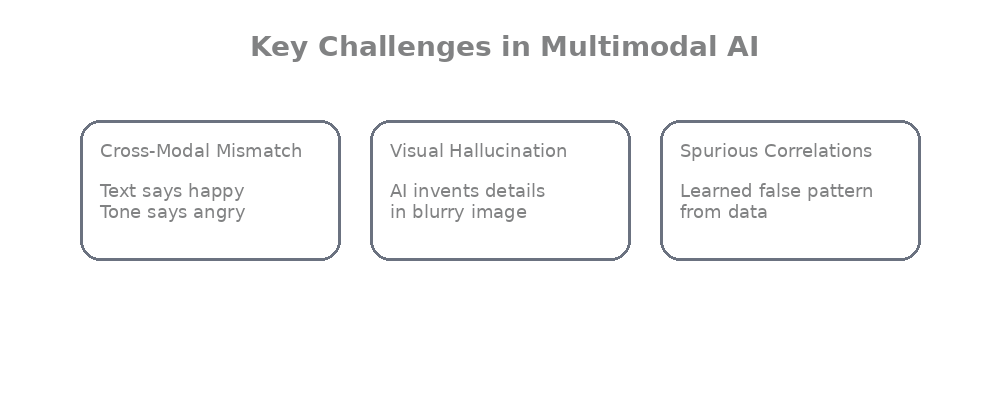 Key Challenges in Multimodal AI
Cross-Modal Mismatch
Text says happy
Tone says angry
Visual Hallucination
AI invents details
in blurry image
Spurious Correlations
Learned false pattern
from data